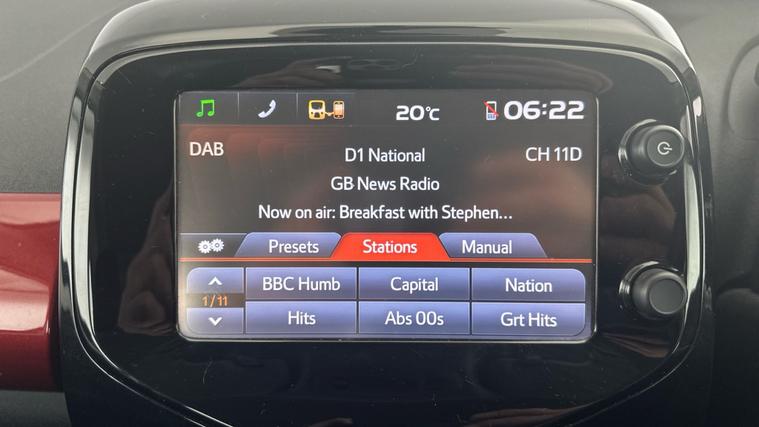 20°C 06:22
DAB D1 National CH 11D
GB News Radio
Now on air: Breakfast with Stephen...
Presets Stations Manual
BBC Humb Capital Nation
1/11
Hits Abs 00s Grt Hits